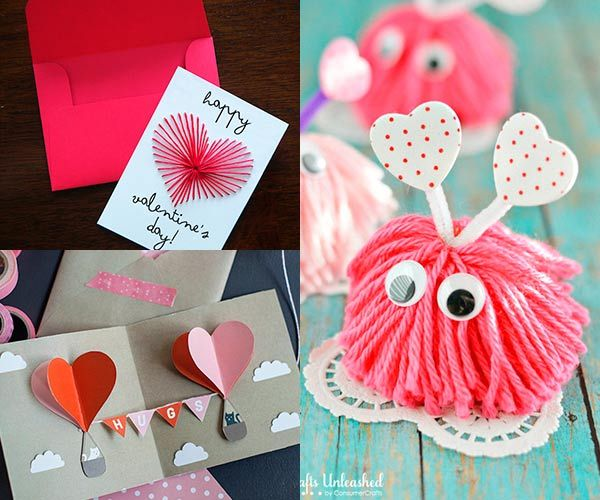 happy
valentine's
day!
HUGS
Crafts Unleashed
by ConsumerCrafts